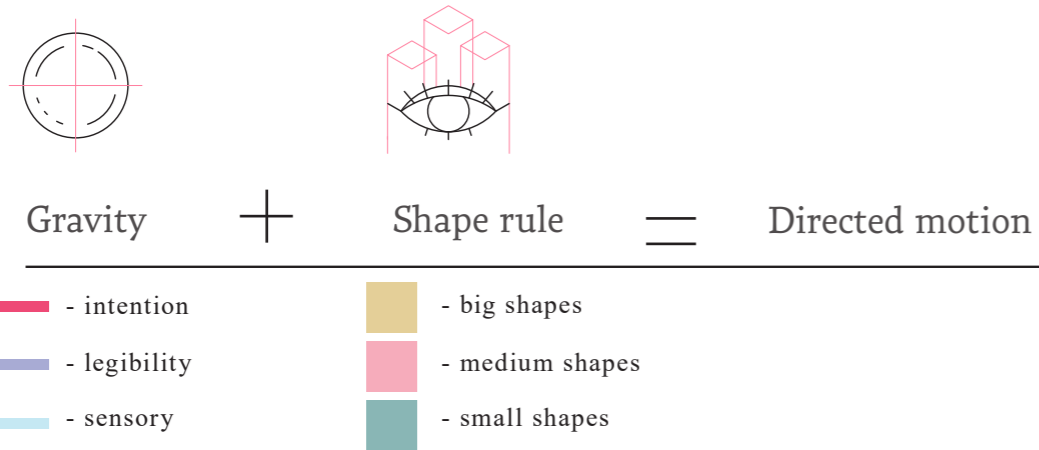 Gravity + Shape rule = Directed motion
- intention
- legibility
- sensory
- big shapes
- medium shapes
- small shapes